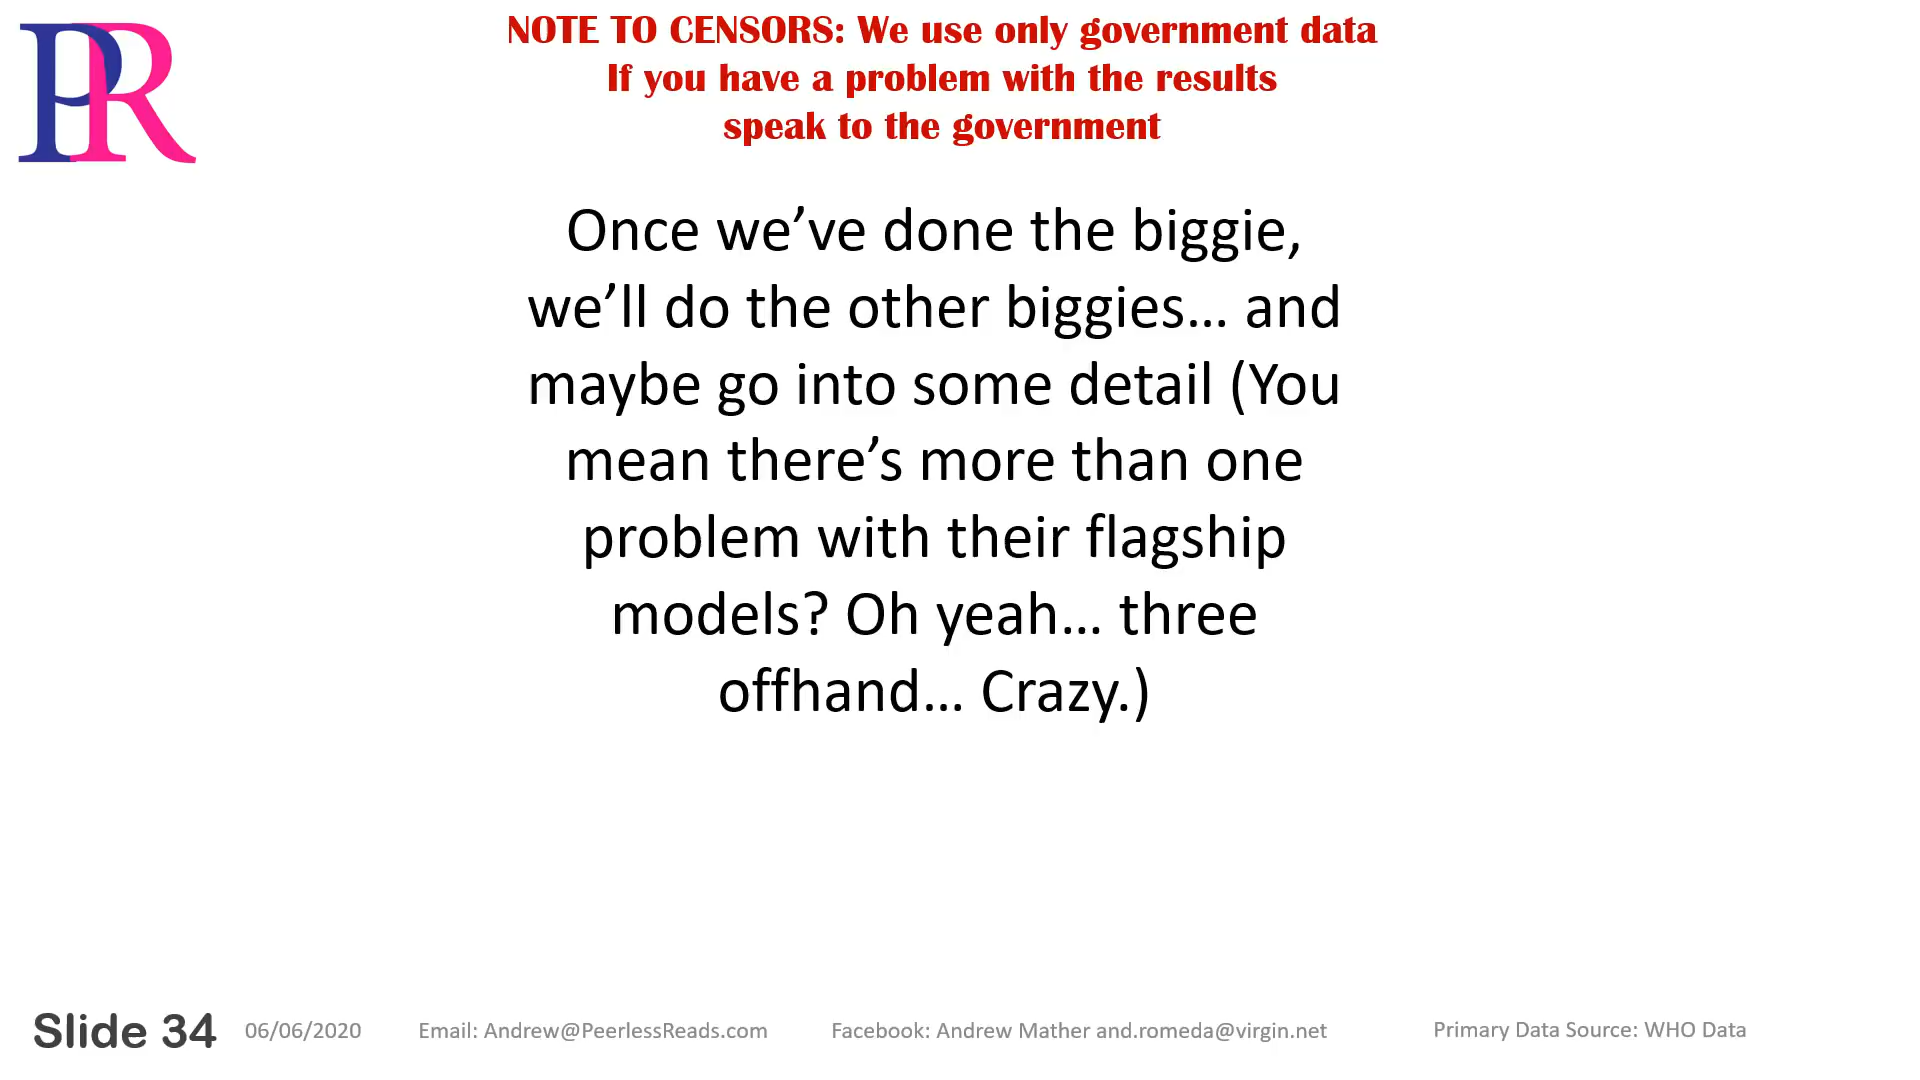 PR
NOTE TO CENSORS: We use only government data
If you have a problem with the results
speak to the government
Once we’ve done the biggie,
we’ll do the other biggies… and
maybe go into some detail (You
mean there’s more than one
problem with their flagship
models? Oh yeah… three
offhand… Crazy.)
Slide 34 06/06/2020 Email: Andrew@PeerlessReads.com Facebook: Andrew Mather and.romeda@virgin.net Primary Data Source: WHO Data